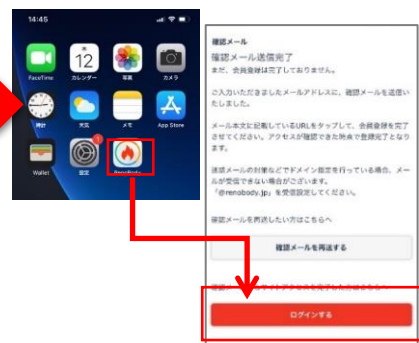 14:45
12
FaceTime
カレンダー
写真
カメラ
時計
天気
メモ
App Store
Wallet
設定
RenoBody
確認メール
確認メール送信完了
まだ、会員登録は完了しておりません。
ご入力いただきましたメールアドレスに、確認メールを送信い
たしました。
メール本文に記載しているURLをタップして、会員登録を完了
させてください。アクセスが確認できた時点で登録完了となり
ます。
迷惑メールの対策などでドメイン指定を行っている場合、メー
ルが受信できない場合がございます。
「@renobody.jp」を受信設定してください。
確認メールを再送したい方はこちらへ
確認メールを再送する
ログインする